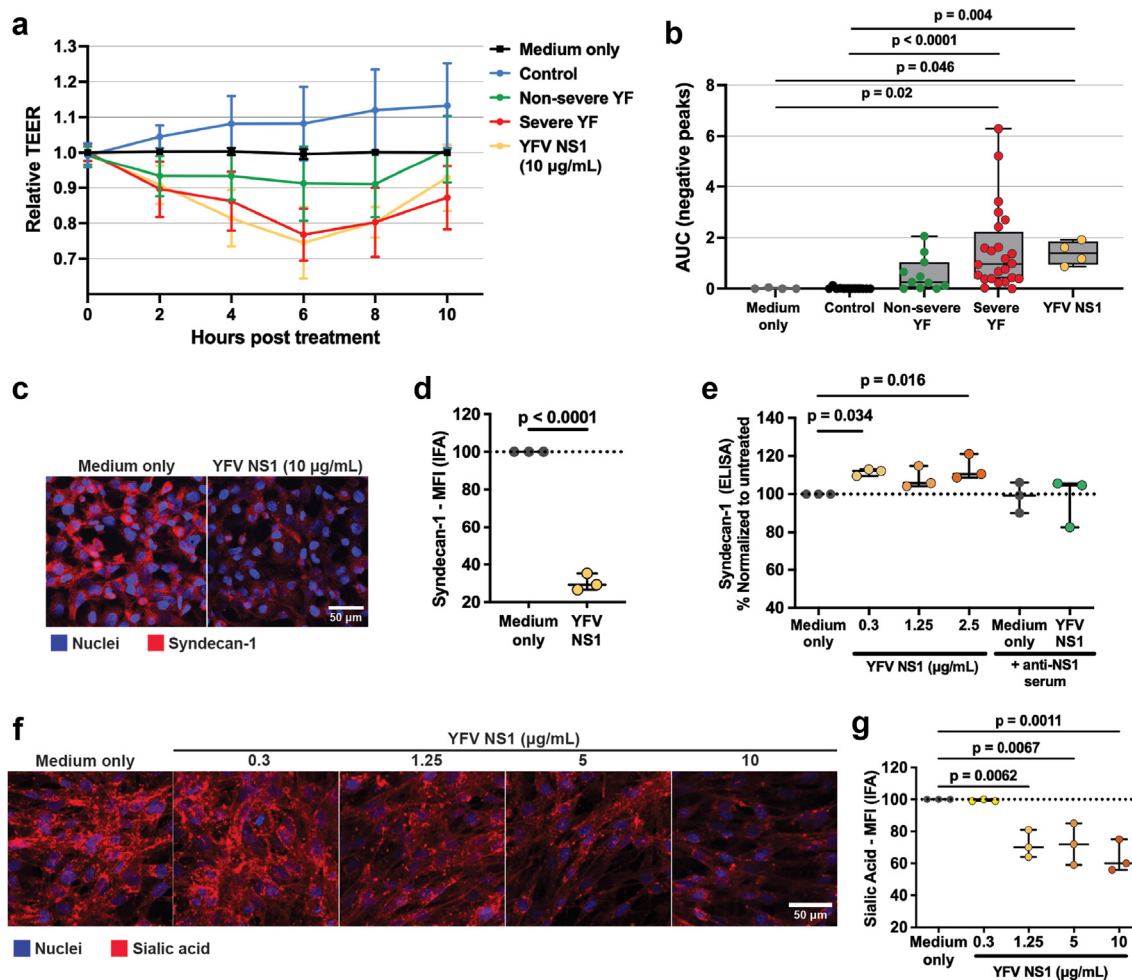 a
1.3
1.2
1.1
1.0
0.9
0.8
0.7
Relative TEER
0
2
4
6
8
10
Hours post treatment
Medium only
Control
Non-severe YF
Severe YF
YFV NS1
(10 µg/mL)
b
p = 0.004
p < 0.0001
p = 0.046
p = 0.02
8
6
4
2
0
AUC (negative peaks)
Medium
only
Control
Non-severe
YF
Severe
YF
YFV NS1
c
Medium only
YFV NS1 (10 µg/mL)
50 µm
Nuclei
Syndecan-1
d
p < 0.0001
100
80
60
40
20
Syndecan-1 - MFI (IFA)
Medium
only
YFV
NS1
e
p = 0.016
p = 0.034
140
120
100
80
60
40
Syndecan-1 (ELISA)
% Normalized to untreated
Medium
only
0.3
1.25
2.5
Medium
only
YFV
NS1
YFV NS1 (µg/mL)
+ anti-NS1
serum
f
YFV NS1 (µg/mL)
Medium only
0.3
1.25
5
10
50 µm
Nuclei
Sialic acid
g
p = 0.0011
p = 0.0067
p = 0.0062
120
100
80
60
40
20
Sialic Acid - MFI (IFA)
Medium
only
0.3
1.25
5
10
YFV NS1 (µg/mL)